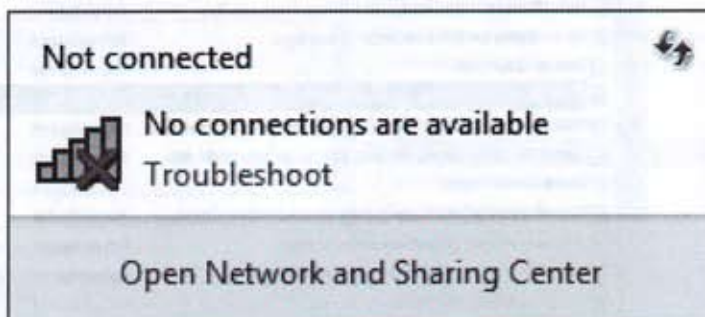 Not connected
No connections are available
Troubleshoot
Open Network and Sharing Center